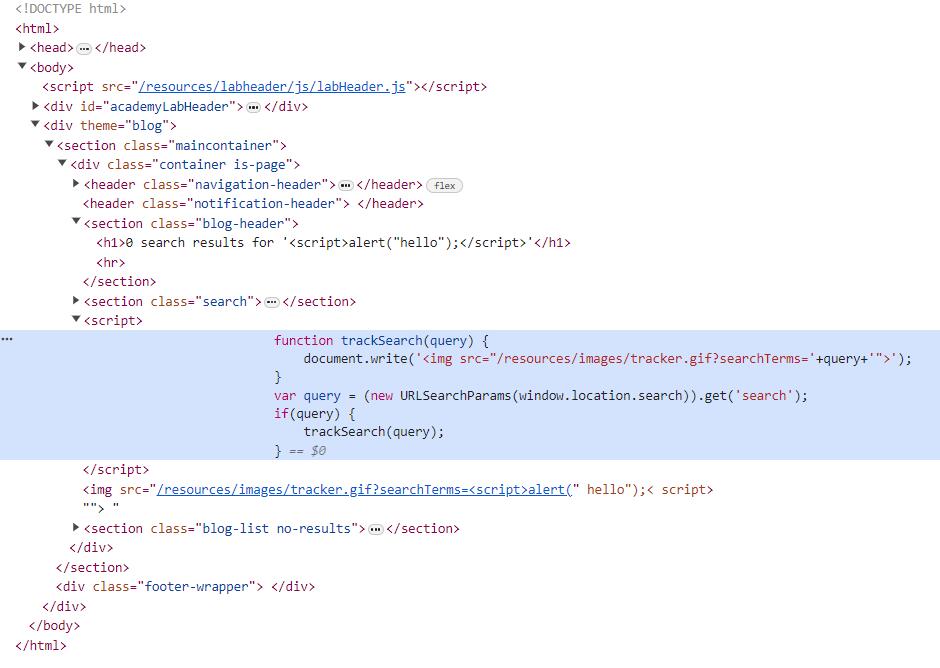 <!DOCTYPE html>
<html>
<head> ⋯ </head>
<body>
<script src="/resources/labheader/js/labHeader.js"></script>
<div id="academyLabHeader"> ⋯ </div>
<div theme="blog">
<section class="maincontainer">
<div class="container is-page">
<header class="navigation-header"> ⋯ </header> flex
<header class="notification-header"> </header>
<section class="blog-header">
<h1>0 search results for '<script>alert("hello");</script>'</h1>
<hr>
</section>
<section class="search"> ⋯ </section>
<script>
⋯ function trackSearch(query) {
document.write('<img src="/resources/images/tracker.gif?searchTerms='+query+'">');
}
var query = (new URLSearchParams(window.location.search)).get('search');
if(query) {
trackSearch(query);
} == $0
</script>
<img src="/resources/images/tracker.gif?searchTerms=<script>alert(" hello");< script>
""> "
<section class="blog-list no-results"> ⋯ </section>
</div>
</section>
<div class="footer-wrapper"> </div>
</div>
</body>
</html>